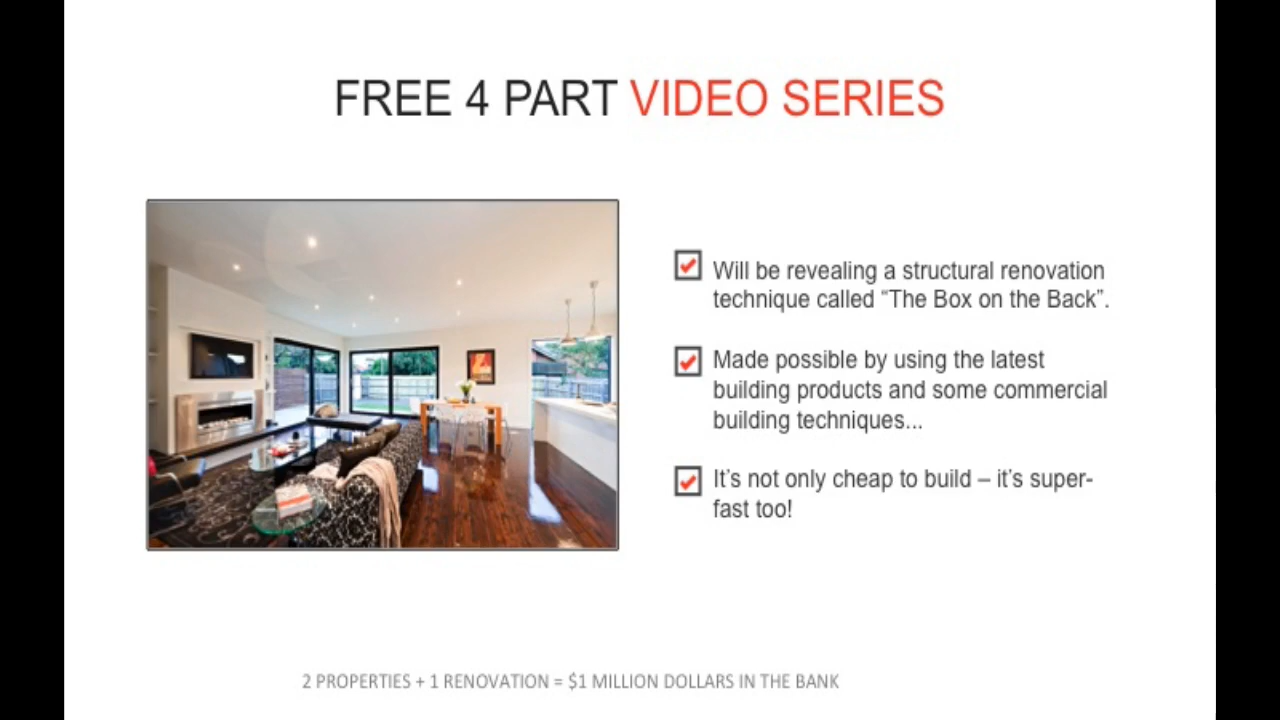 FREE 4 PART VIDEO SERIES
Will be revealing a structural renovation
technique called “The Box on the Back”.
Made possible by using the latest
building products and some commercial
building techniques...
It’s not only cheap to build – it’s super-
fast too!
2 PROPERTIES + 1 RENOVATION = $1 MILLION DOLLARS IN THE BANK